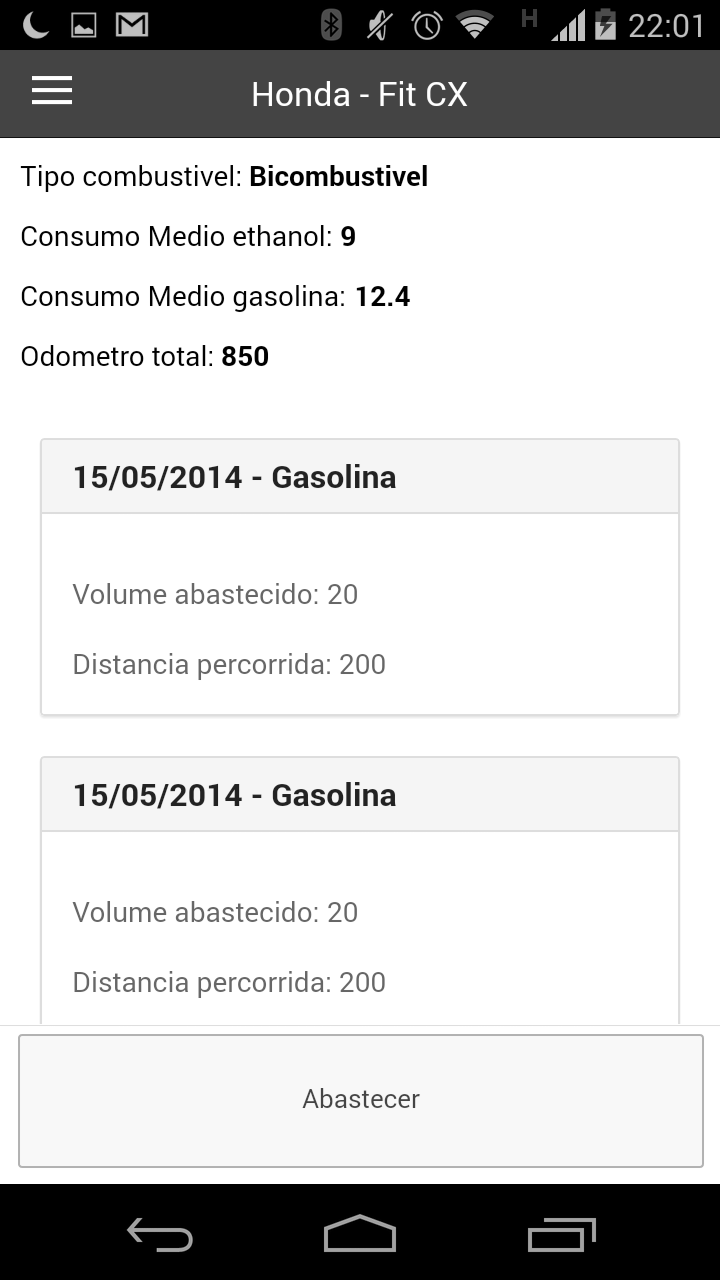 H 22:01
Honda - Fit CX
Tipo combustivel: Bicombustivel
Consumo Medio ethanol: 9
Consumo Medio gasolina: 12.4
Odometro total: 850
15/05/2014 - Gasolina
Volume abastecido: 20
Distancia percorrida: 200
15/05/2014 - Gasolina
Volume abastecido: 20
Distancia percorrida: 200
Abastecer